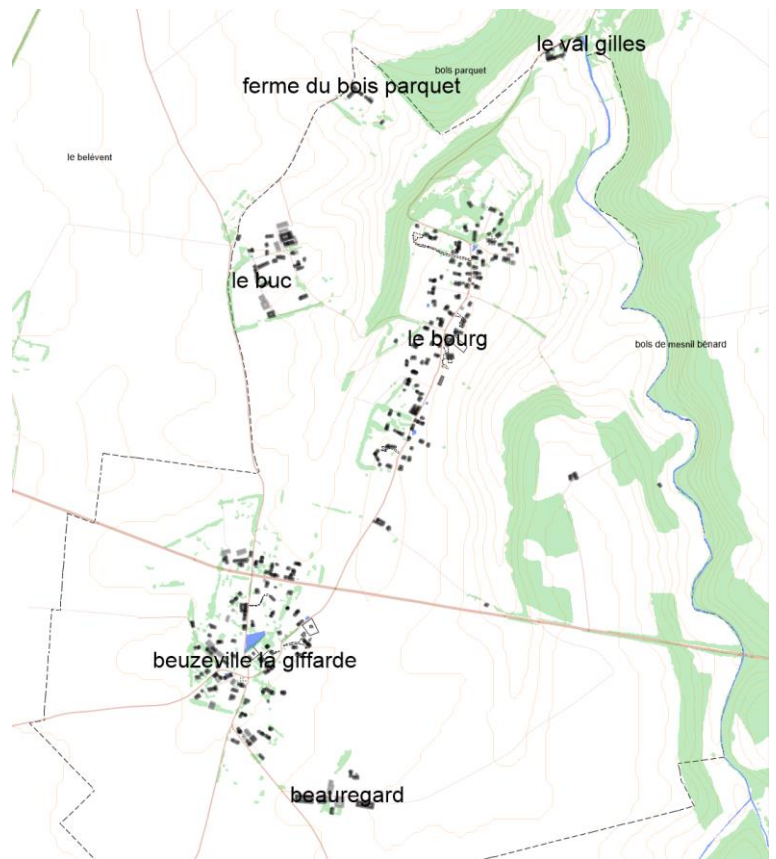 le val gilles
bois parquet
ferme du bois parquet
le belévent
le buc
le bourg
bois de mesnil bénard
beuzeville la giffarde
beauregard